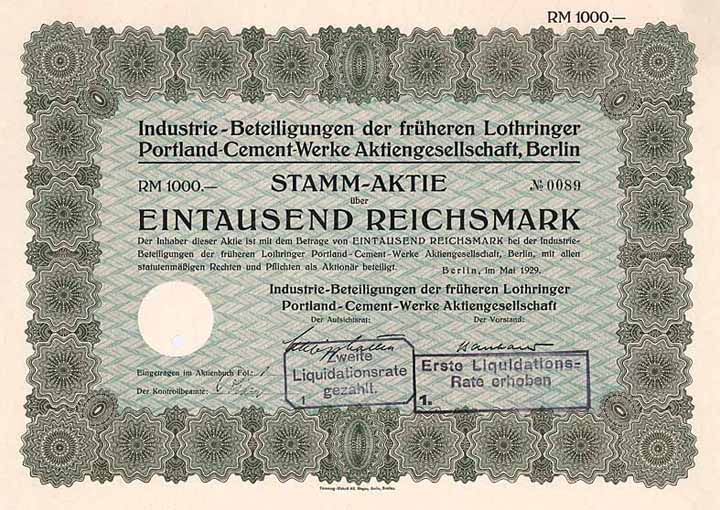 RM 1000.—
Industrie-Beteiligungen der früheren Lothringer
Portland-Cement-Werke Aktiengesellschaft, Berlin
RM 1000.— STAMM-AKTIE № 0089
über
EINTAUSEND REICHSMARK
Der Inhaber dieser Aktie ist mit dem Betrage von EINTAUSEND REICHSMARK bei der Industrie-
Beteiligungen der früheren Lothringer Portland-Cement-Werke Aktiengesellschaft, Berlin, mit allen
statutenmäßigen Rechten und Pflichten als Aktionär beteiligt. Berlin, im Mai 1929.
Industrie-Beteiligungen der früheren Lothringer
Portland-Cement-Werke Aktiengesellschaft
Der Aufsichtsrat: Der Vorstand:
Zweite
Liquidationsrate
gezahlt.
1
Erste Liquidations-
Rate erhoben
1.
Eingetragen im Aktienbuch Fol.: 1
Der Kontrollbeamte: